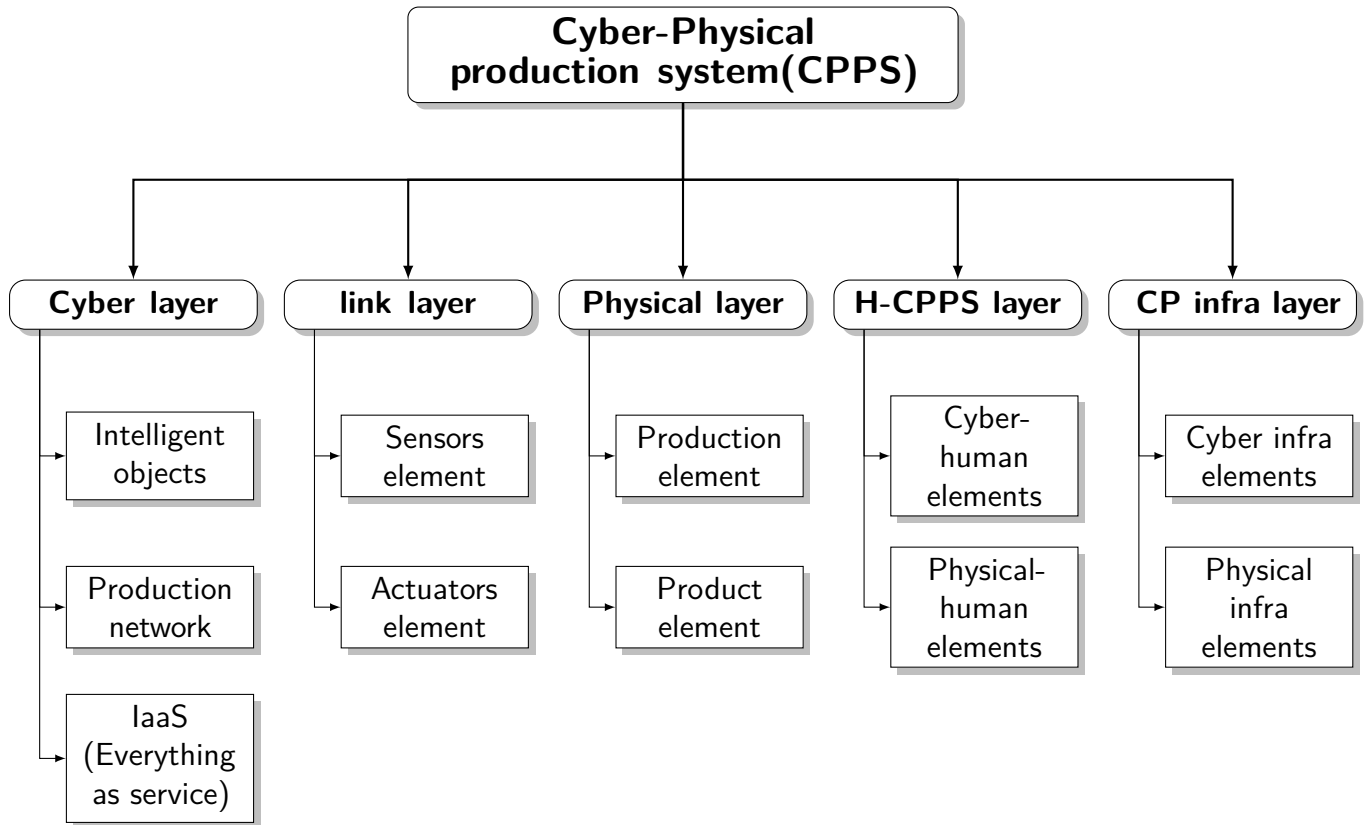 Cyber-Physical
production system(CPPS)
Cyber layer
link layer
Physical layer
H-CPPS layer
CP infra layer
Intelligent
objects
Production
network
IaaS
(Everything
as service)
Sensors
element
Actuators
element
Production
element
Product
element
Cyber-
human
elements
Physical-
human
elements
Cyber infra
elements
Physical
infra
elements